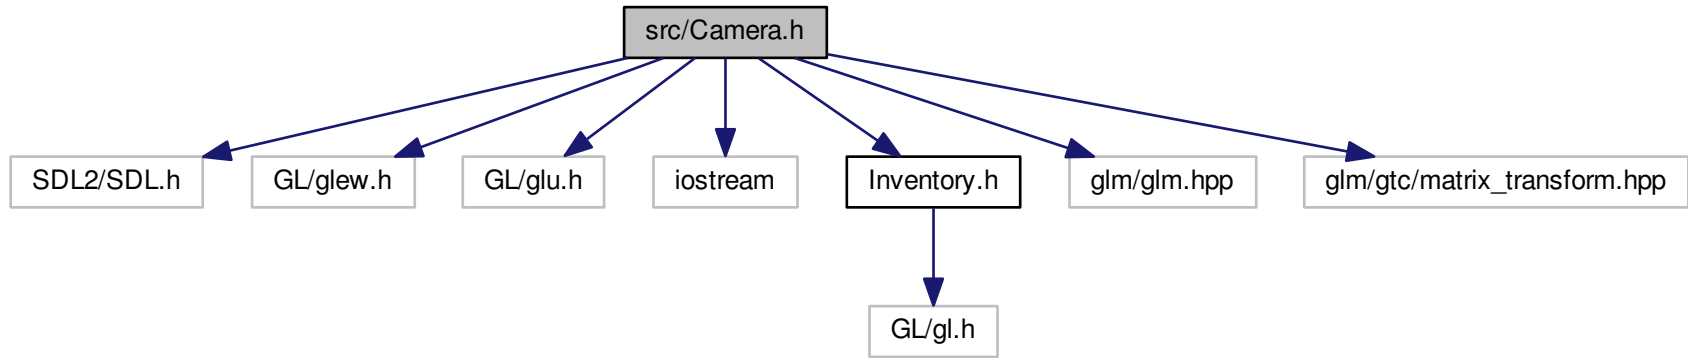 src/Camera.h
SDL2/SDL.h
GL/glew.h
GL/glu.h
iostream
Inventory.h
glm/glm.hpp
glm/gtc/matrix_transform.hpp
GL/gl.h